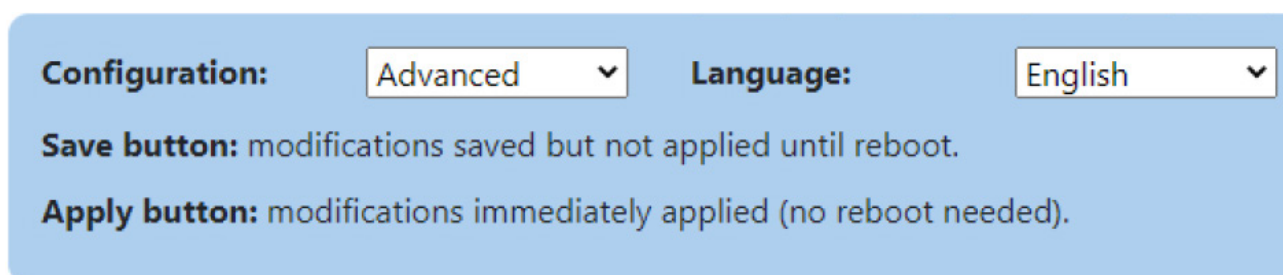 Configuration: Advanced Language: English
Save button: modifications saved but not applied until reboot.
Apply button: modifications immediately applied (no reboot needed).